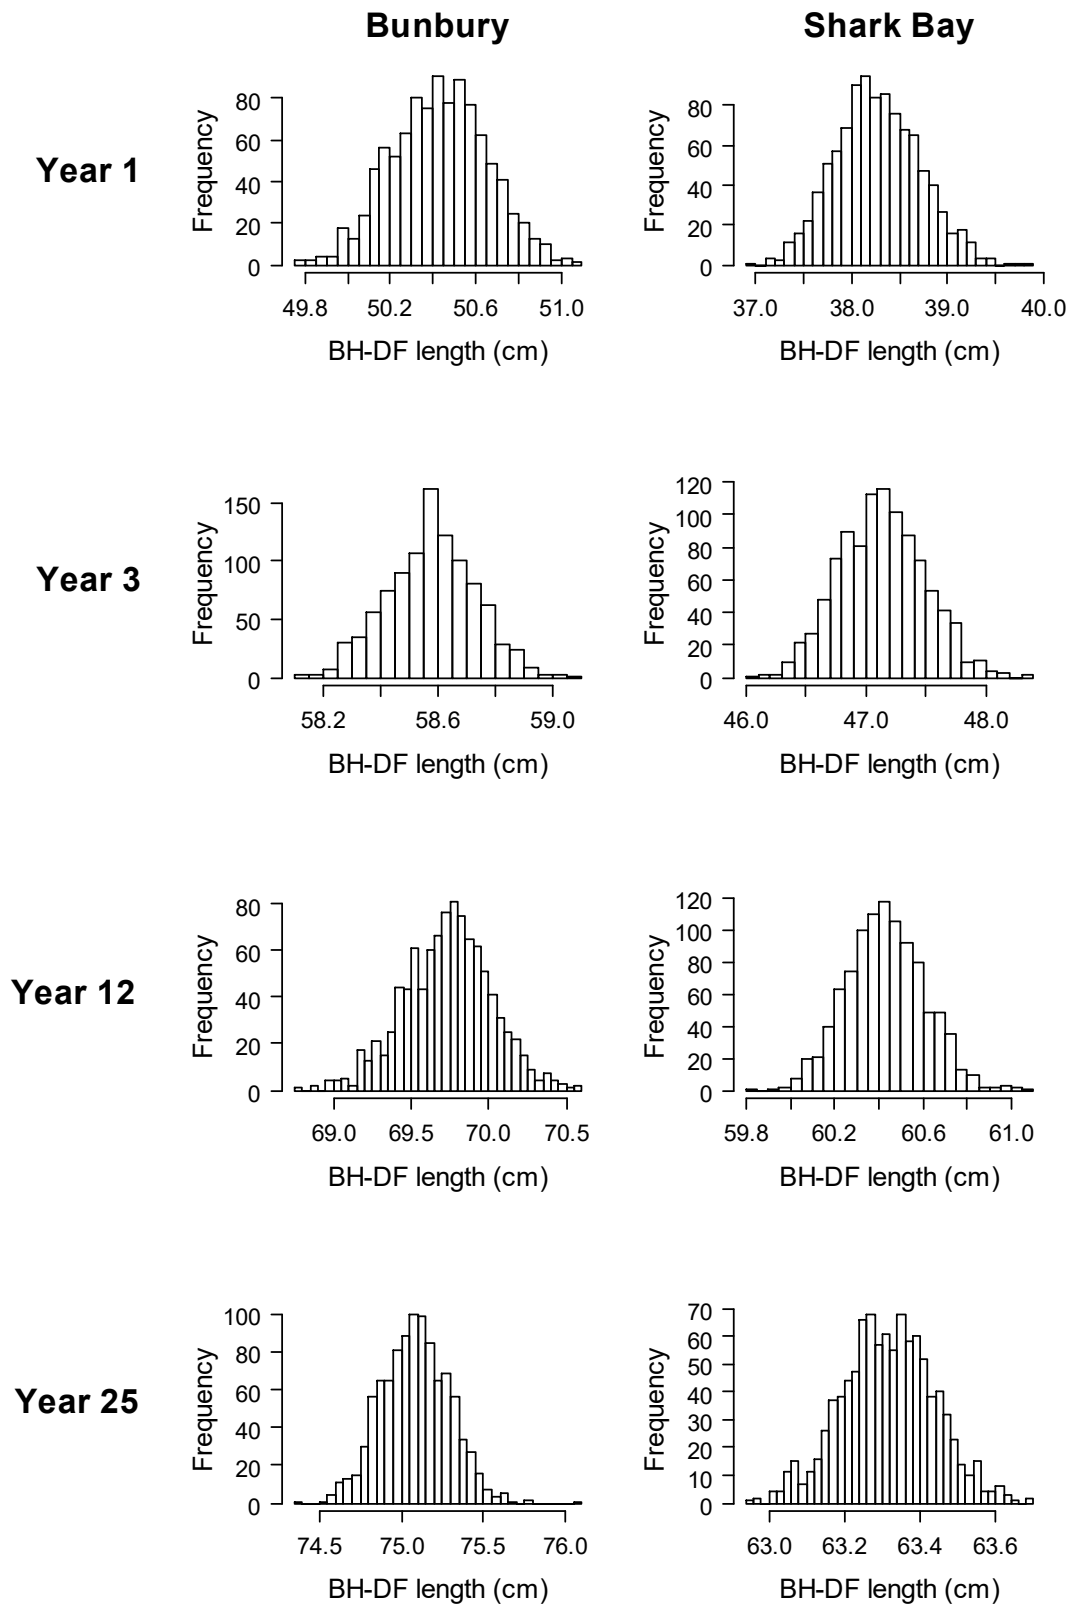 Bunbury Shark Bay
Year 1
Frequency
0 20 40 60 80
49.8 50.2 50.6 51.0
BH-DF length (cm)
Frequency
0 20 40 60 80
37.0 38.0 39.0 40.0
BH-DF length (cm)
Year 3
Frequency
0 50 100 150
58.2 58.6 59.0
BH-DF length (cm)
Frequency
0 20 40 60 80 100 120
46.0 47.0 48.0
BH-DF length (cm)
Year 12
Frequency
0 20 40 60 80
69.0 69.5 70.0 70.5
BH-DF length (cm)
Frequency
0 20 40 60 80 100 120
59.8 60.2 60.6 61.0
BH-DF length (cm)
Year 25
Frequency
0 20 40 60 80 100
74.5 75.0 75.5 76.0
BH-DF length (cm)
Frequency
0 10 20 30 40 50 60 70
63.0 63.2 63.4 63.6
BH-DF length (cm)